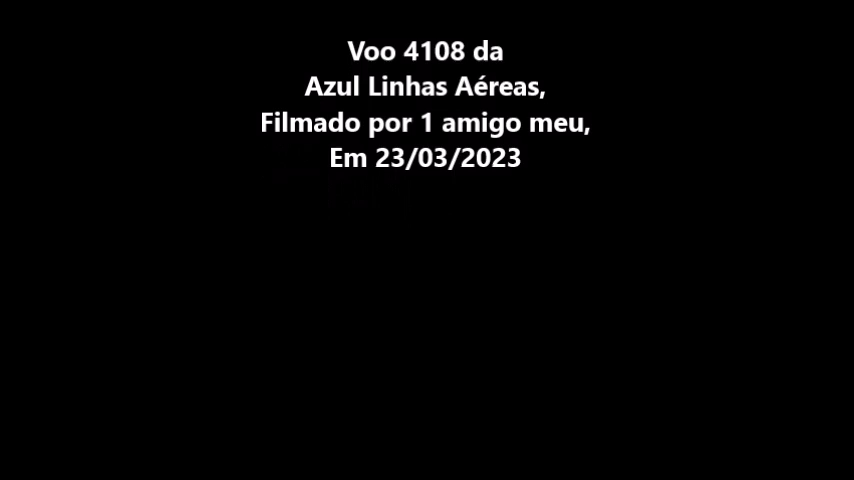 Voo 4108 da
Azul Linhas Aéreas,
Filmado por 1 amigo meu,
Em 23/03/2023